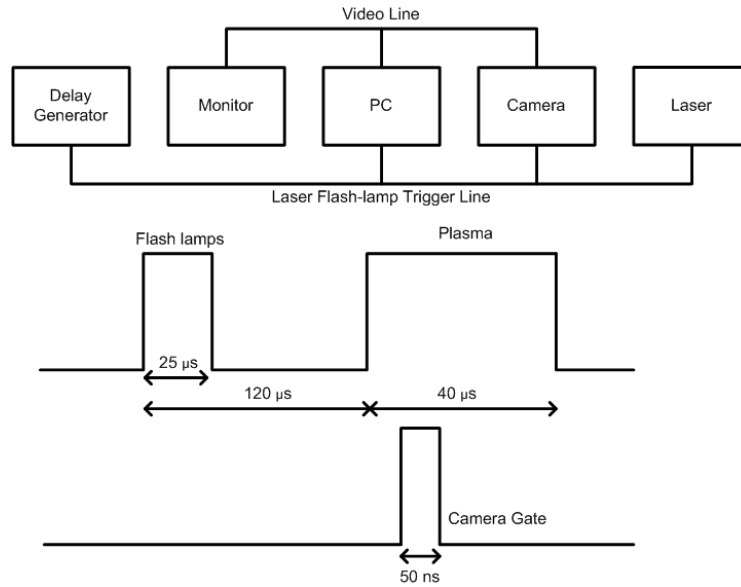 Video Line
Delay
Generator
Monitor
PC
Camera
Laser
Laser Flash-lamp Trigger Line
Flash lamps
Plasma
25 µs
120 µs
40 µs
Camera Gate
50 ns